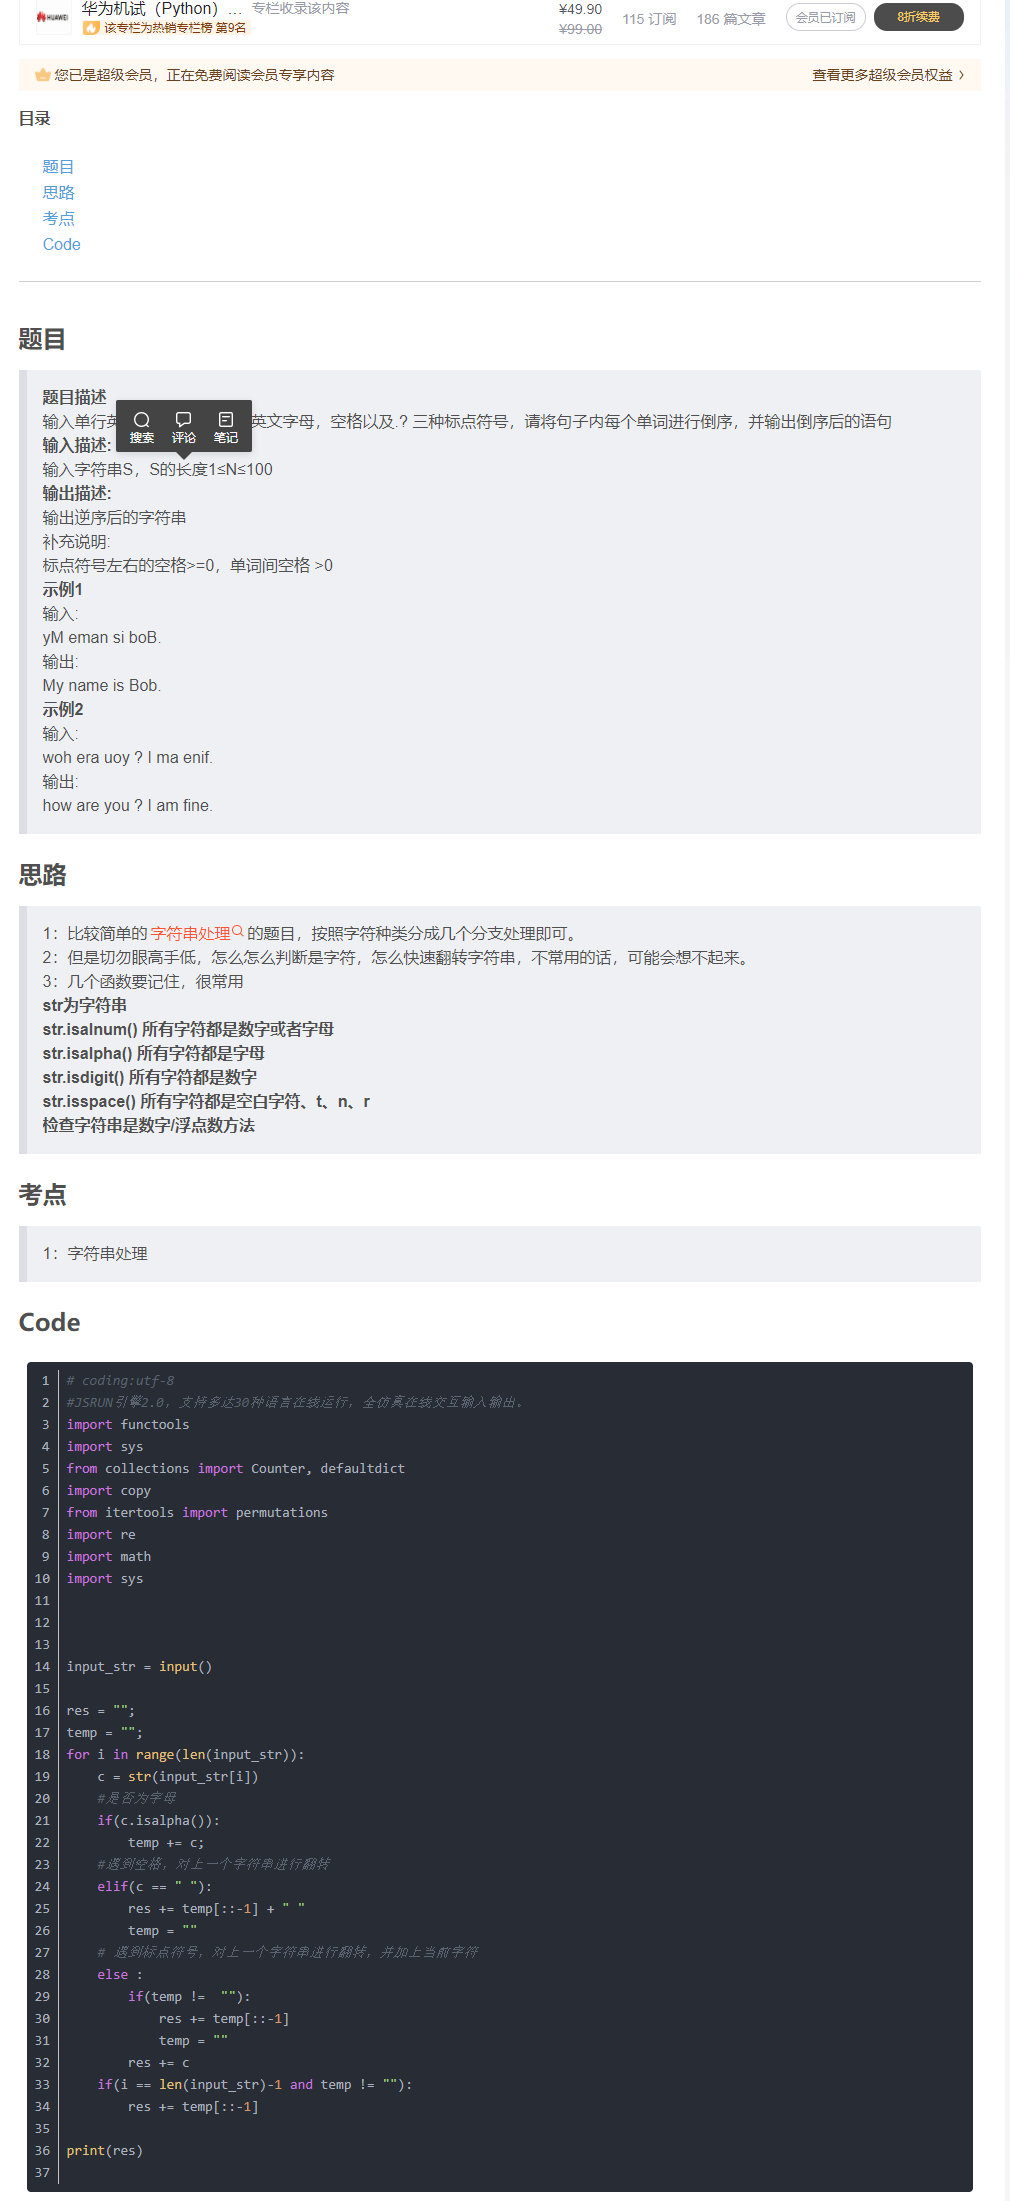 HUAWEI
华为机试（Python）... 专栏收录该内容
该专栏为热销专栏榜 第9名
¥49.90
¥99.00
115 订阅 186 篇文章 会员已订阅 8折续费
您已是超级会员，正在免费阅读会员专享内容 查看更多超级会员权益
目录
题目
思路
考点
Code
题目
题目描述
输入单行英 英文字母，空格以及.? 三种标点符号，请将句子内每个单词进行倒序，并输出倒序后的语句
搜索 评论 笔记
输入描述:
输入字符串S，S的长度1≤N≤100
输出描述:
输出逆序后的字符串
补充说明:
标点符号左右的空格>=0，单词间空格 >0
示例1
输入:
yM eman si boB.
输出:
My name is Bob.
示例2
输入:
woh era uoy ? I ma enif.
输出:
how are you ? I am fine.
思路
1：比较简单的 字符串处理 的题目，按照字符种类分成几个分支处理即可。
2：但是切勿眼高手低，怎么怎么判断是字符，怎么快速翻转字符串，不常用的话，可能会想不起来。
3：几个函数要记住，很常用
str为字符串
str.isalnum() 所有字符都是数字或者字母
str.isalpha() 所有字符都是字母
str.isdigit() 所有字符都是数字
str.isspace() 所有字符都是空白字符、t、n、r
检查字符串是数字/浮点数方法
考点
1：字符串处理
Code
1 # coding:utf-8
2 #JSRUN引擎2.0，支持多达30种语言在线运行，全仿真在线交互输入输出。
3 import functools
4 import sys
5 from collections import Counter, defaultdict
6 import copy
7 from itertools import permutations
8 import re
9 import math
10 import sys
11
12
13
14 input_str = input()
15
16 res = "";
17 temp = "";
18 for i in range(len(input_str)):
19     c = str(input_str[i])
20     #是否为字母
21     if(c.isalpha()):
22         temp += c;
23     #遇到空格，对上一个字符串进行翻转
24     elif(c == " "):
25         res += temp[::-1] + " "
26         temp = ""
27     # 遇到标点符号，对上一个字符串进行翻转，并加上当前字符
28     else :
29         if(temp !=  ""):
30             res += temp[::-1]
31             temp = ""
32         res += c
33     if(i == len(input_str)-1 and temp != ""):
34         res += temp[::-1]
35
36 print(res)
37